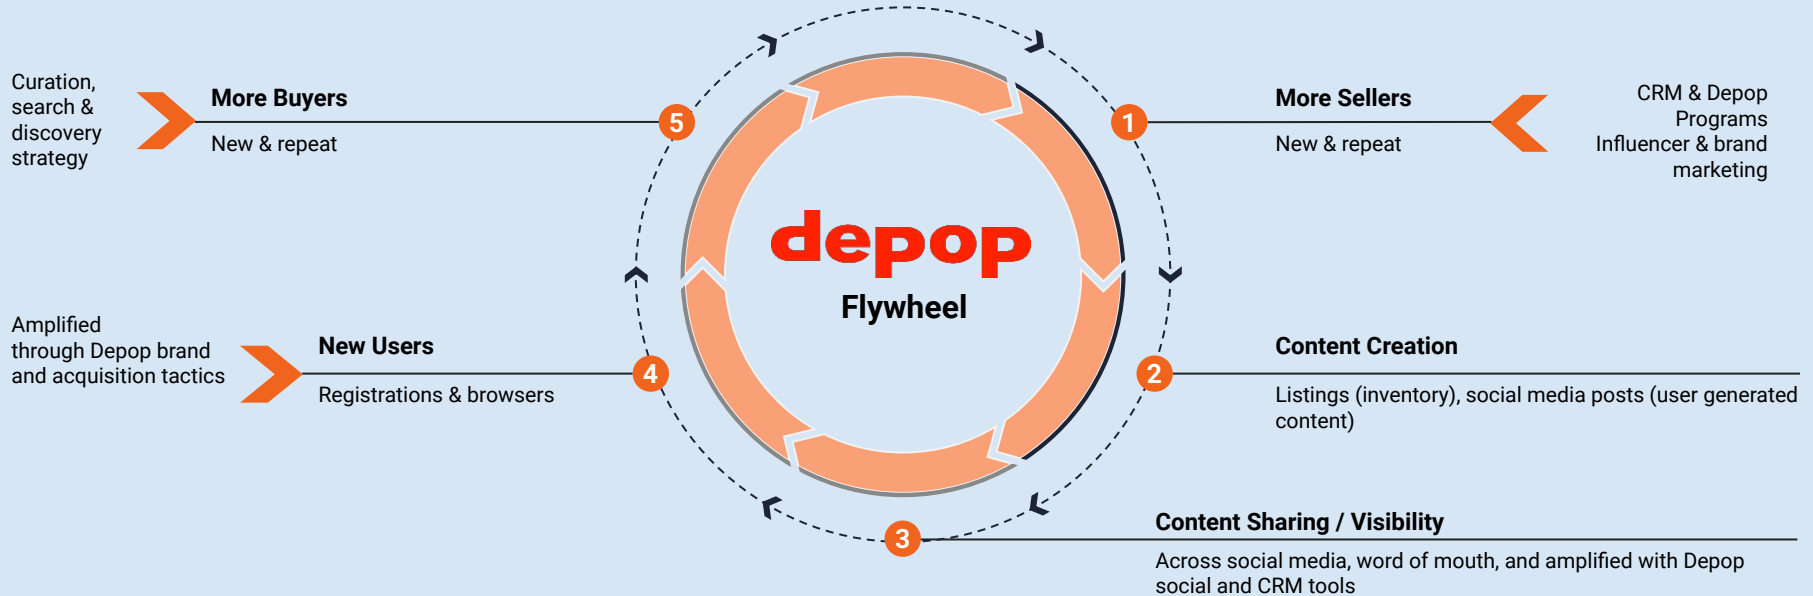 depop
Flywheel
1
More Sellers
New & repeat
CRM & Depop
Programs
Influencer & brand
marketing
2
Content Creation
Listings (inventory), social media posts (user generated
content)
3
Content Sharing / Visibility
Across social media, word of mouth, and amplified with Depop
social and CRM tools
4
New Users
Registrations & browsers
Amplified
through Depop brand
and acquisition tactics
5
More Buyers
New & repeat
Curation,
search &
discovery
strategy